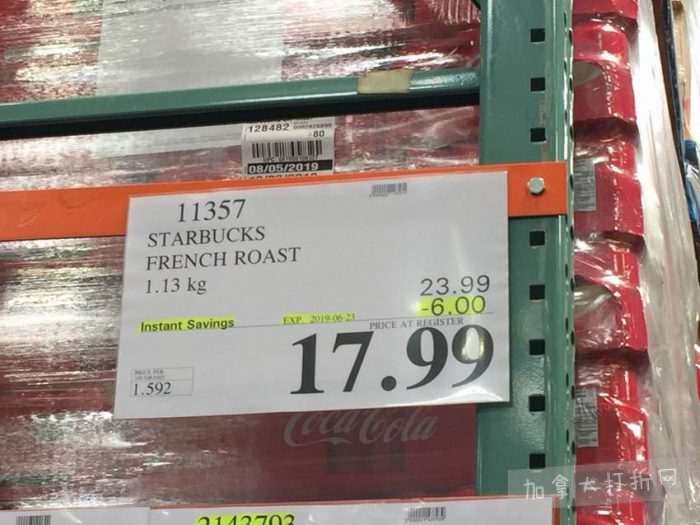 128482
-80
08/05/2019
11357
STARBUCKS
FRENCH ROAST
1.13 kg
23.99
-6.00
Instant Savings
EXP. 2019-06-23
PRICE AT REGISTER
17.99
PRICE PER
1.592
Coca-Cola
加拿大打折网
2143793